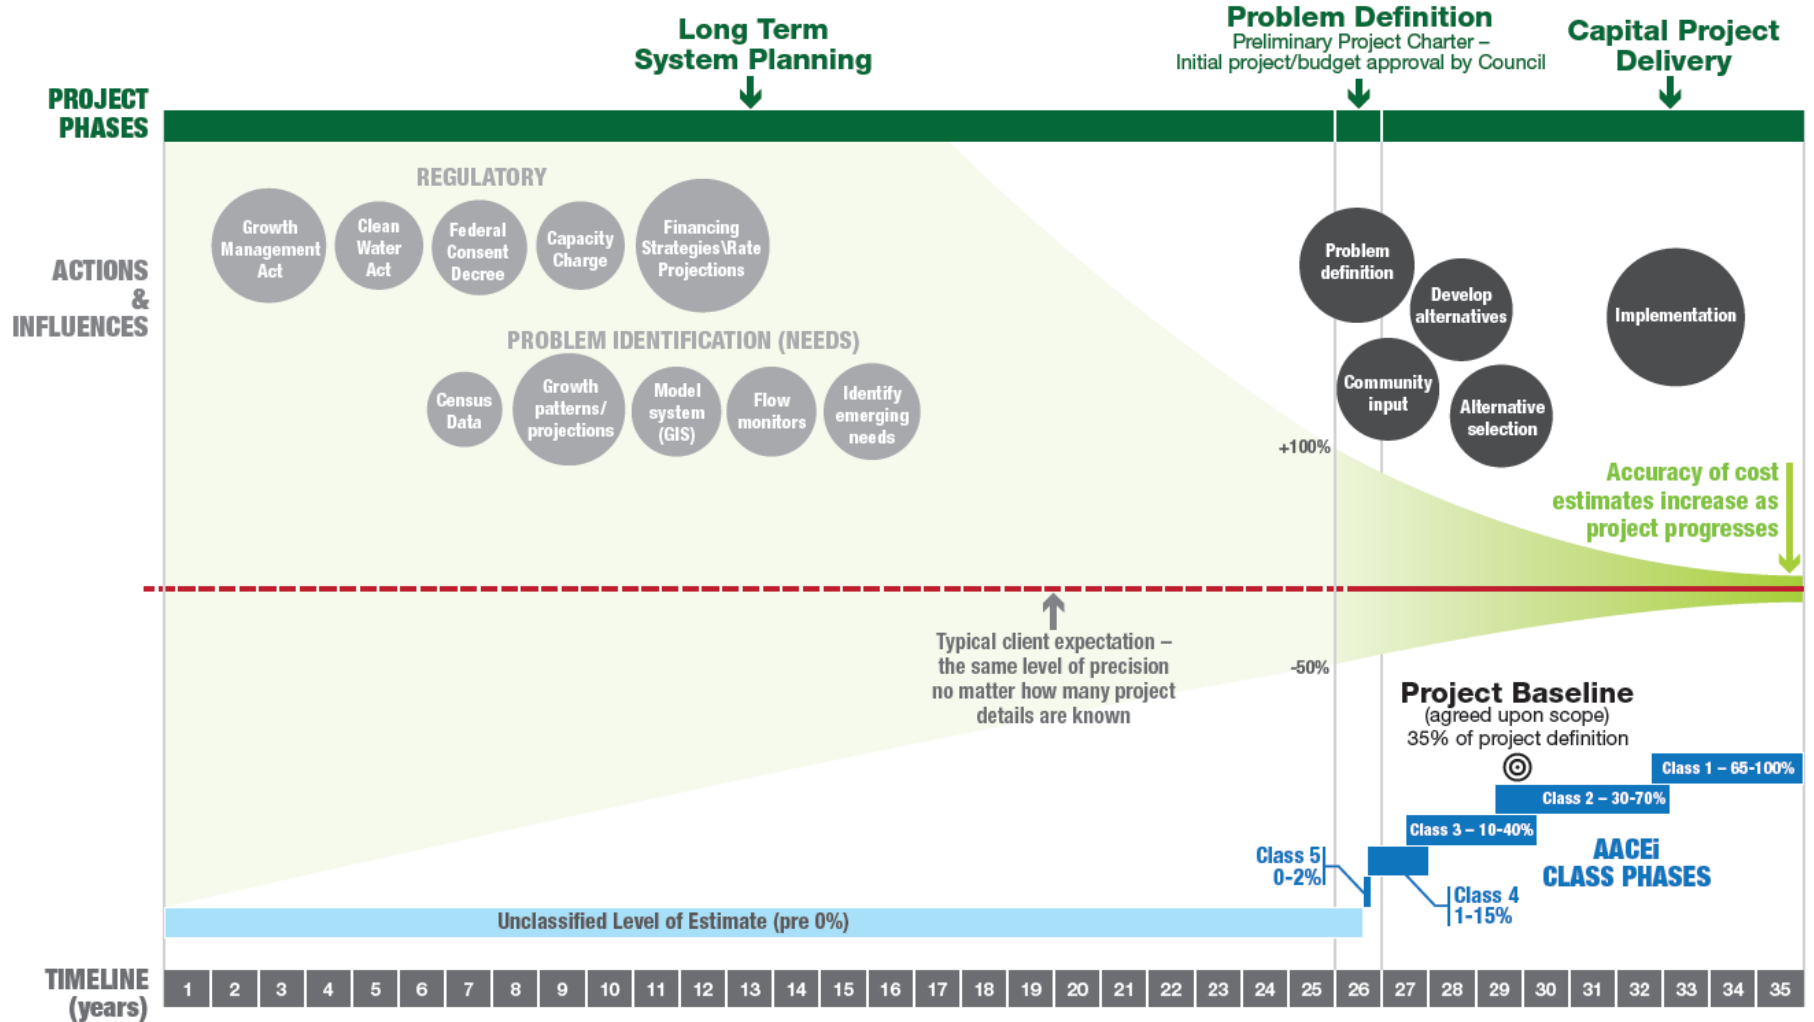 Long Term
System Planning
Problem Definition
Preliminary Project Charter –
Initial project/budget approval by Council
Capital Project
Delivery
PROJECT
PHASES
ACTIONS
&
INFLUENCES
REGULATORY
Growth
Management
Act
Clean
Water
Act
Federal
Consent
Decree
Capacity
Charge
Financing
Strategies\Rate
Projections
PROBLEM IDENTIFICATION (NEEDS)
Census
Data
Growth
patterns/
projections
Model
system
(GIS)
Flow
monitors
Identify
emerging
needs
Problem
definition
Develop
alternatives
Community
input
Alternative
selection
Implementation
+100%
Accuracy of cost
estimates increase as
project progresses
Typical client expectation –
the same level of precision
no matter how many project
details are known
-50%
Project Baseline
(agreed upon scope)
35% of project definition
Class 1 – 65-100%
Class 2 – 30-70%
Class 3 – 10-40%
Class 5
0-2%
Class 4
1-15%
AACEi
CLASS PHASES
Unclassified Level of Estimate (pre 0%)
TIMELINE
(years)
1 2 3 4 5 6 7 8 9 10 11 12 13 14 15 16 17 18 19 20 21 22 23 24 25 26 27 28 29 30 31 32 33 34 35